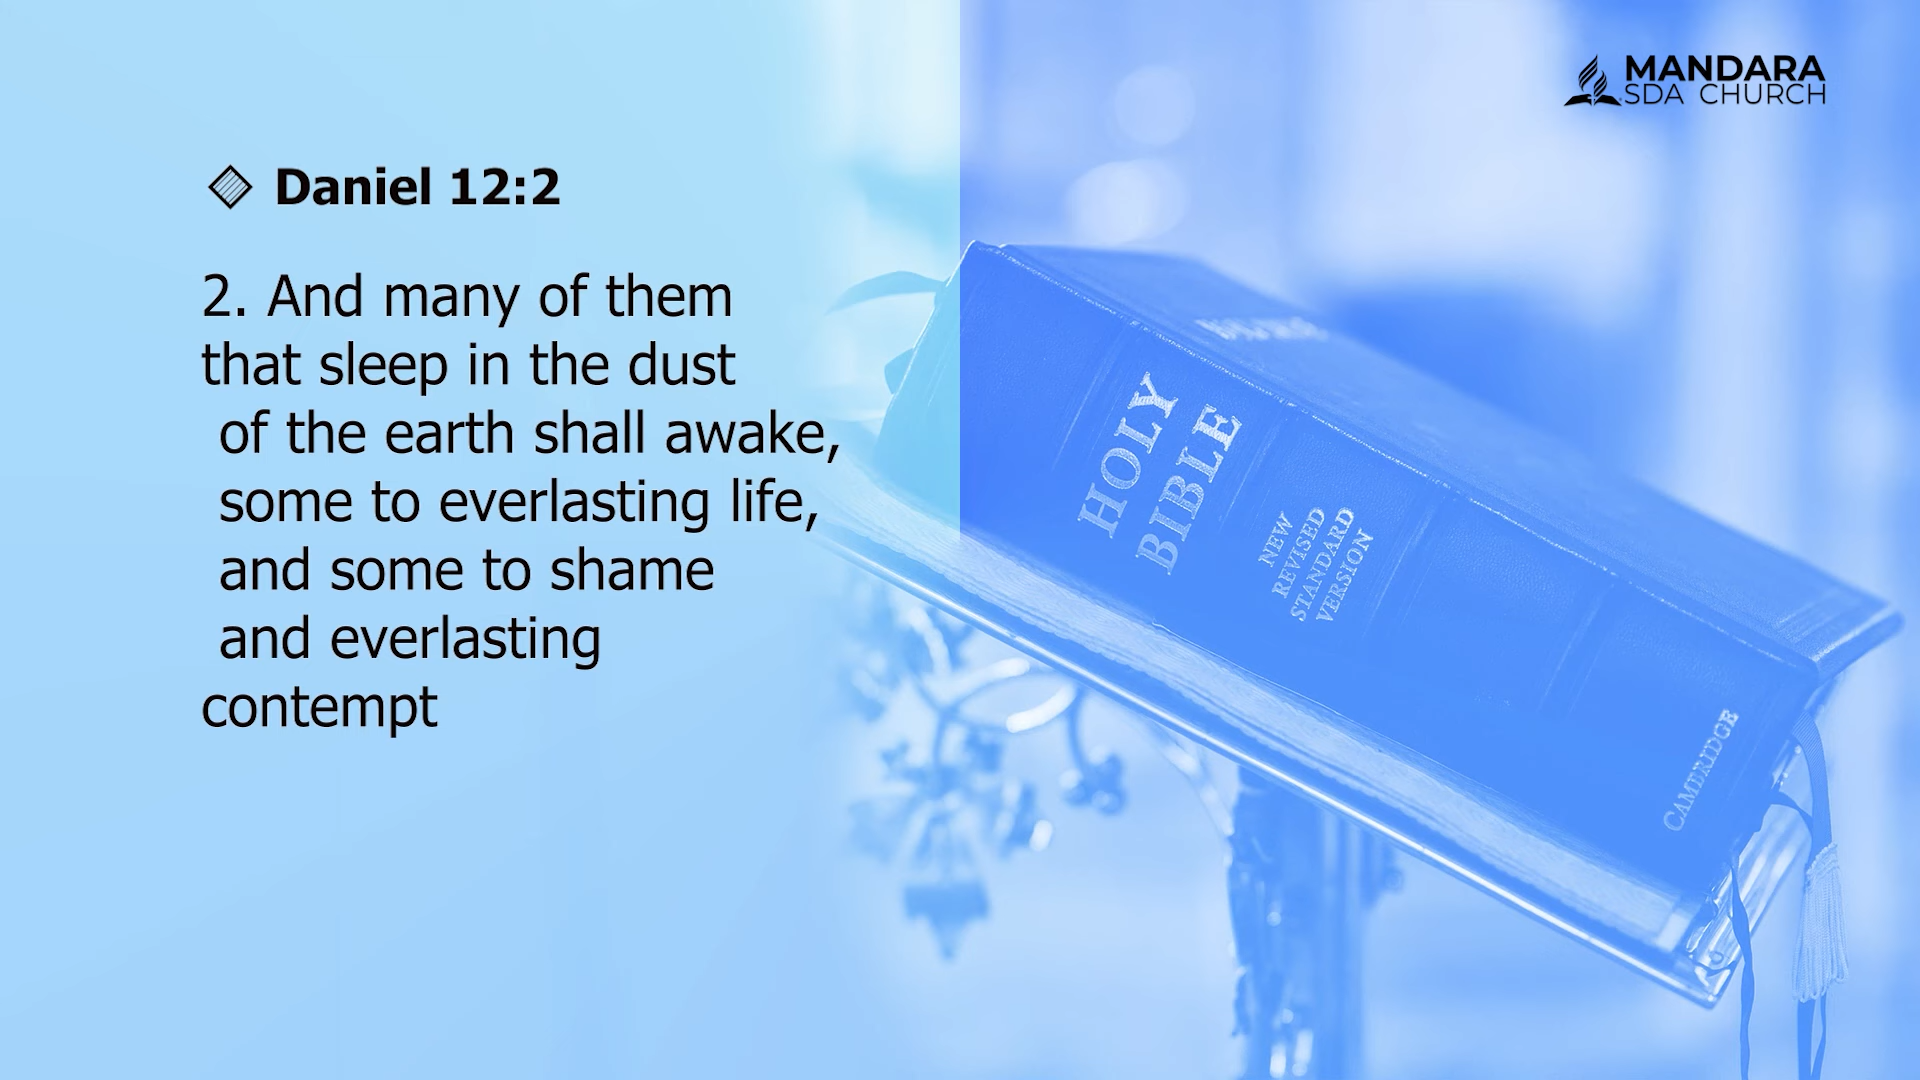 MANDARA
SDA CHURCH
Daniel 12:2
2. And many of them
that sleep in the dust
of the earth shall awake,
some to everlasting life,
and some to shame
and everlasting
contempt
HOLY
BIBLE
NEW
REVISED
STANDARD
VERSION
CAMBRIDGE